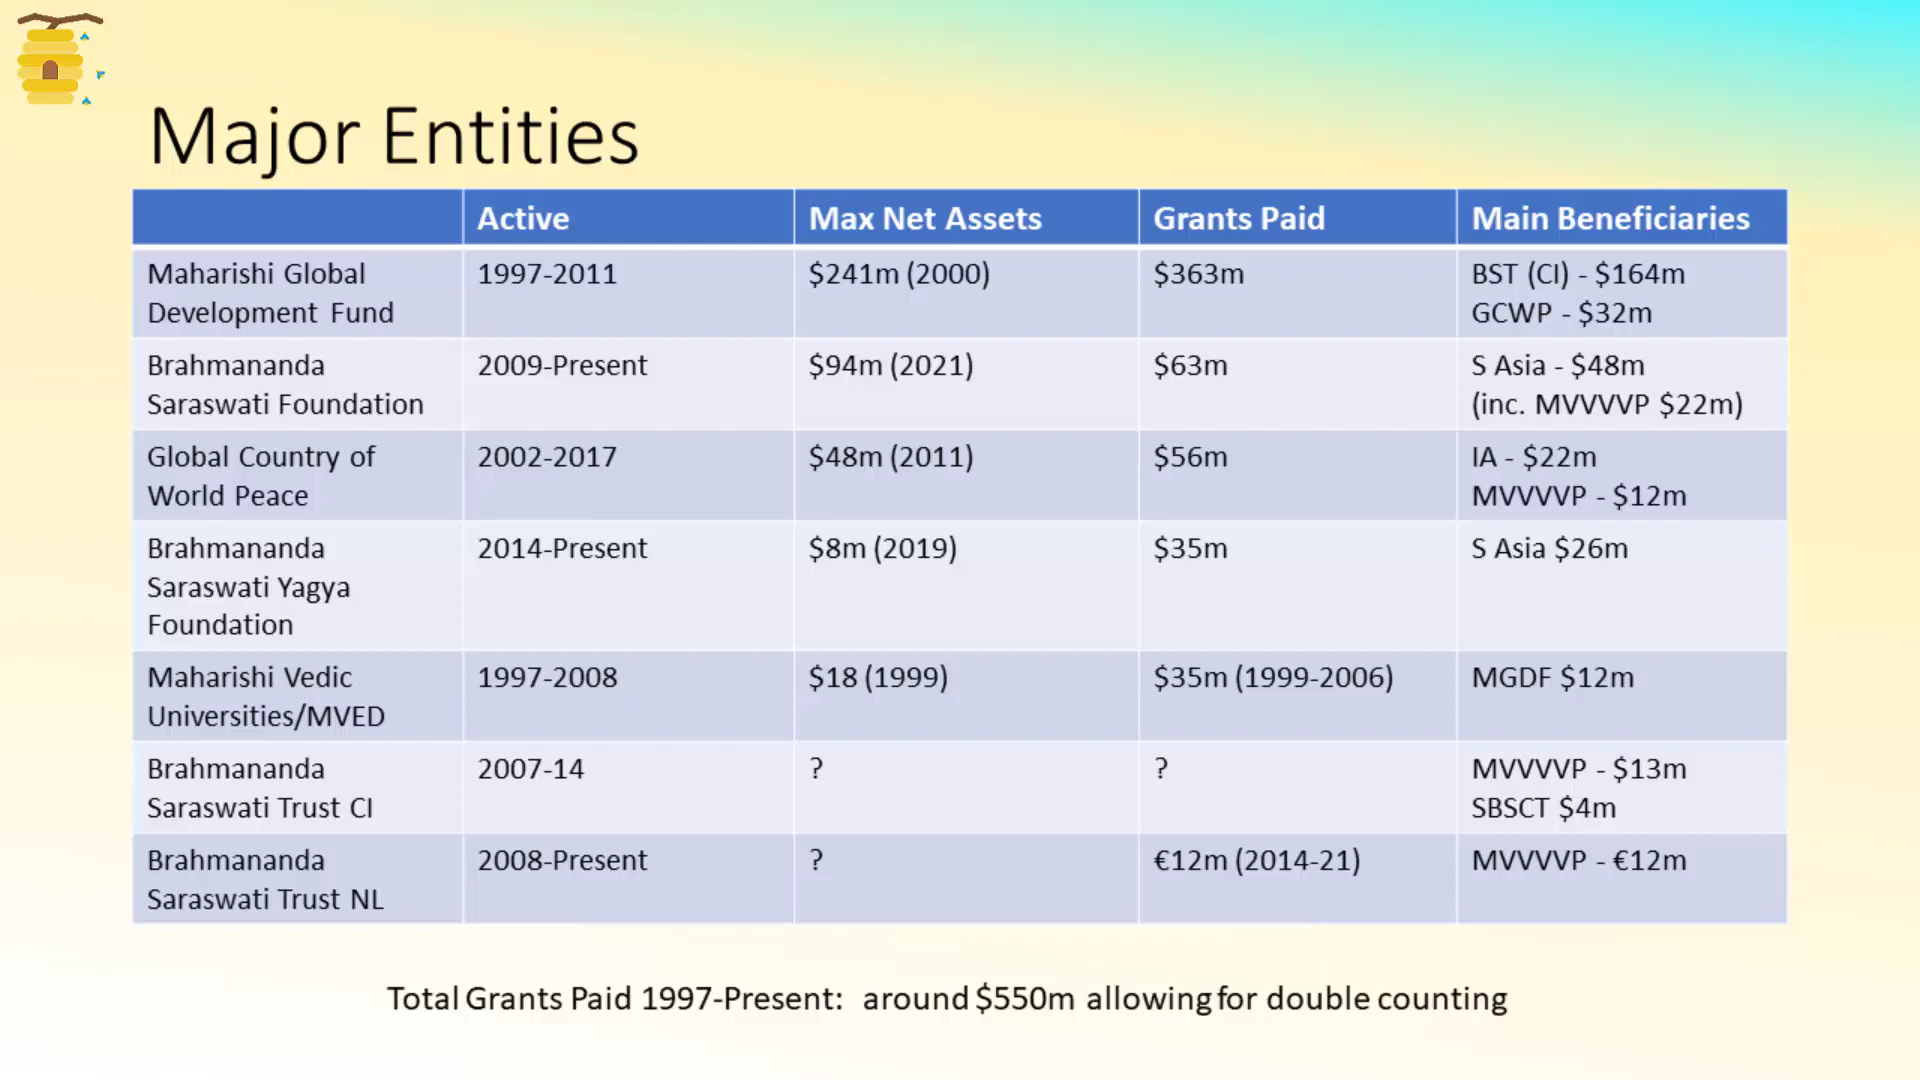 Major Entities
Active Max Net Assets Grants Paid Main Beneficiaries
Maharishi Global 1997-2011 $241m (2000) $363m BST (CI) - $164m
Development Fund GCWP - $32m
Brahmananda 2009-Present $94m (2021) $63m S Asia - $48m
Saraswati Foundation (inc. MVVVVP $22m)
Global Country of 2002-2017 $48m (2011) $56m IA - $22m
World Peace MVVVVP - $12m
Brahmananda 2014-Present $8m (2019) $35m S Asia $26m
Saraswati Yagya
Foundation
Maharishi Vedic 1997-2008 $18 (1999) $35m (1999-2006) MGDF $12m
Universities/MVED
Brahmananda 2007-14 ? ? MVVVVP - $13m
Saraswati Trust CI SBSCT $4m
Brahmananda 2008-Present ? €12m (2014-21) MVVVVP - €12m
Saraswati Trust NL
Total Grants Paid 1997-Present: around $550m allowing for double counting